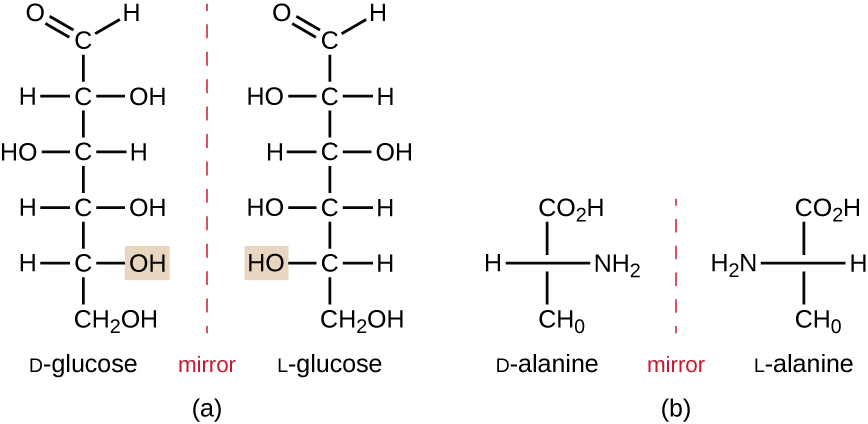 O H O H
C C
H C OH HO C H
HO C H H C OH
H C OH HO C H CO₂H CO₂H
H C OH HO C H H NH₂ H₂N H
CH₂OH CH₂OH CH₀ CH₀
D-glucose mirror L-glucose D-alanine mirror L-alanine
(a) (b)